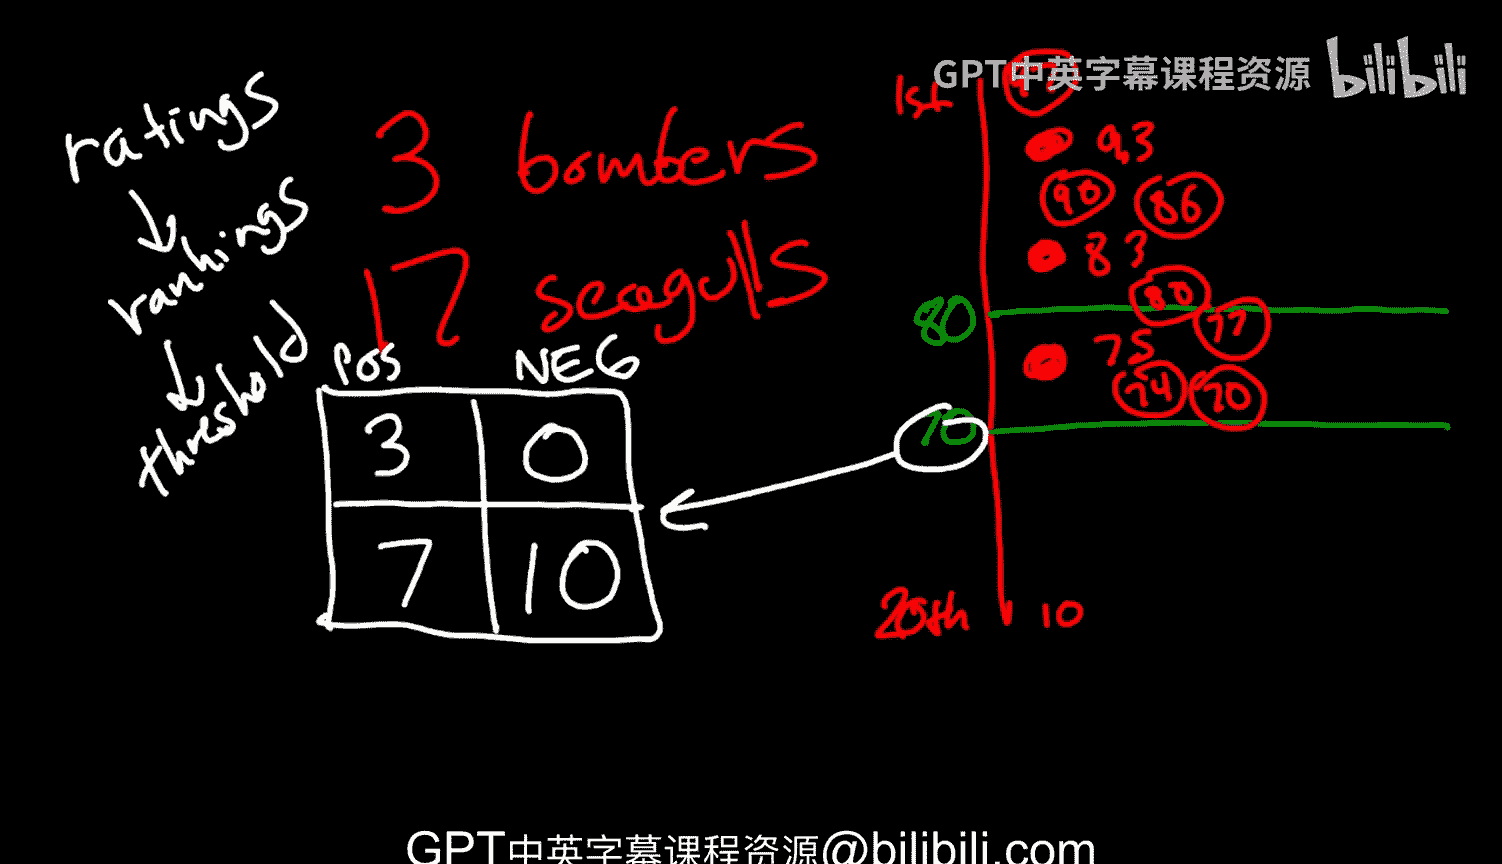 GPT中英字幕课程资源 bilibili
ratings
rankings
threshold
3 bombers
17 seagulls
POS NEG
3 0
7 10
1st
93
90 86
83
80
80
77
75
74 70
70
20th 10
GPT中英字幕课程资源@bilibili.com